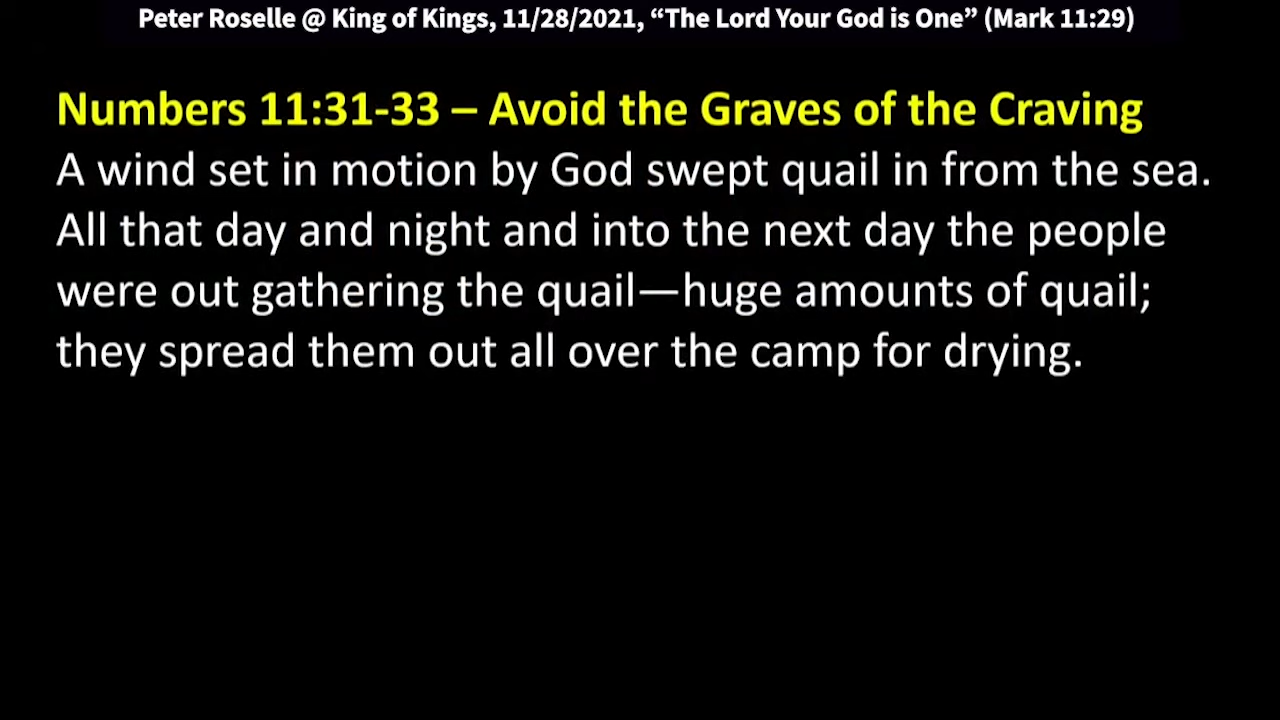 Peter Roselle @ King of Kings, 11/28/2021, “The Lord Your God is One” (Mark 11:29)
Numbers 11:31-33 – Avoid the Graves of the Craving
A wind set in motion by God swept quail in from the sea.
All that day and night and into the next day the people
were out gathering the quail—huge amounts of quail;
they spread them out all over the camp for drying.